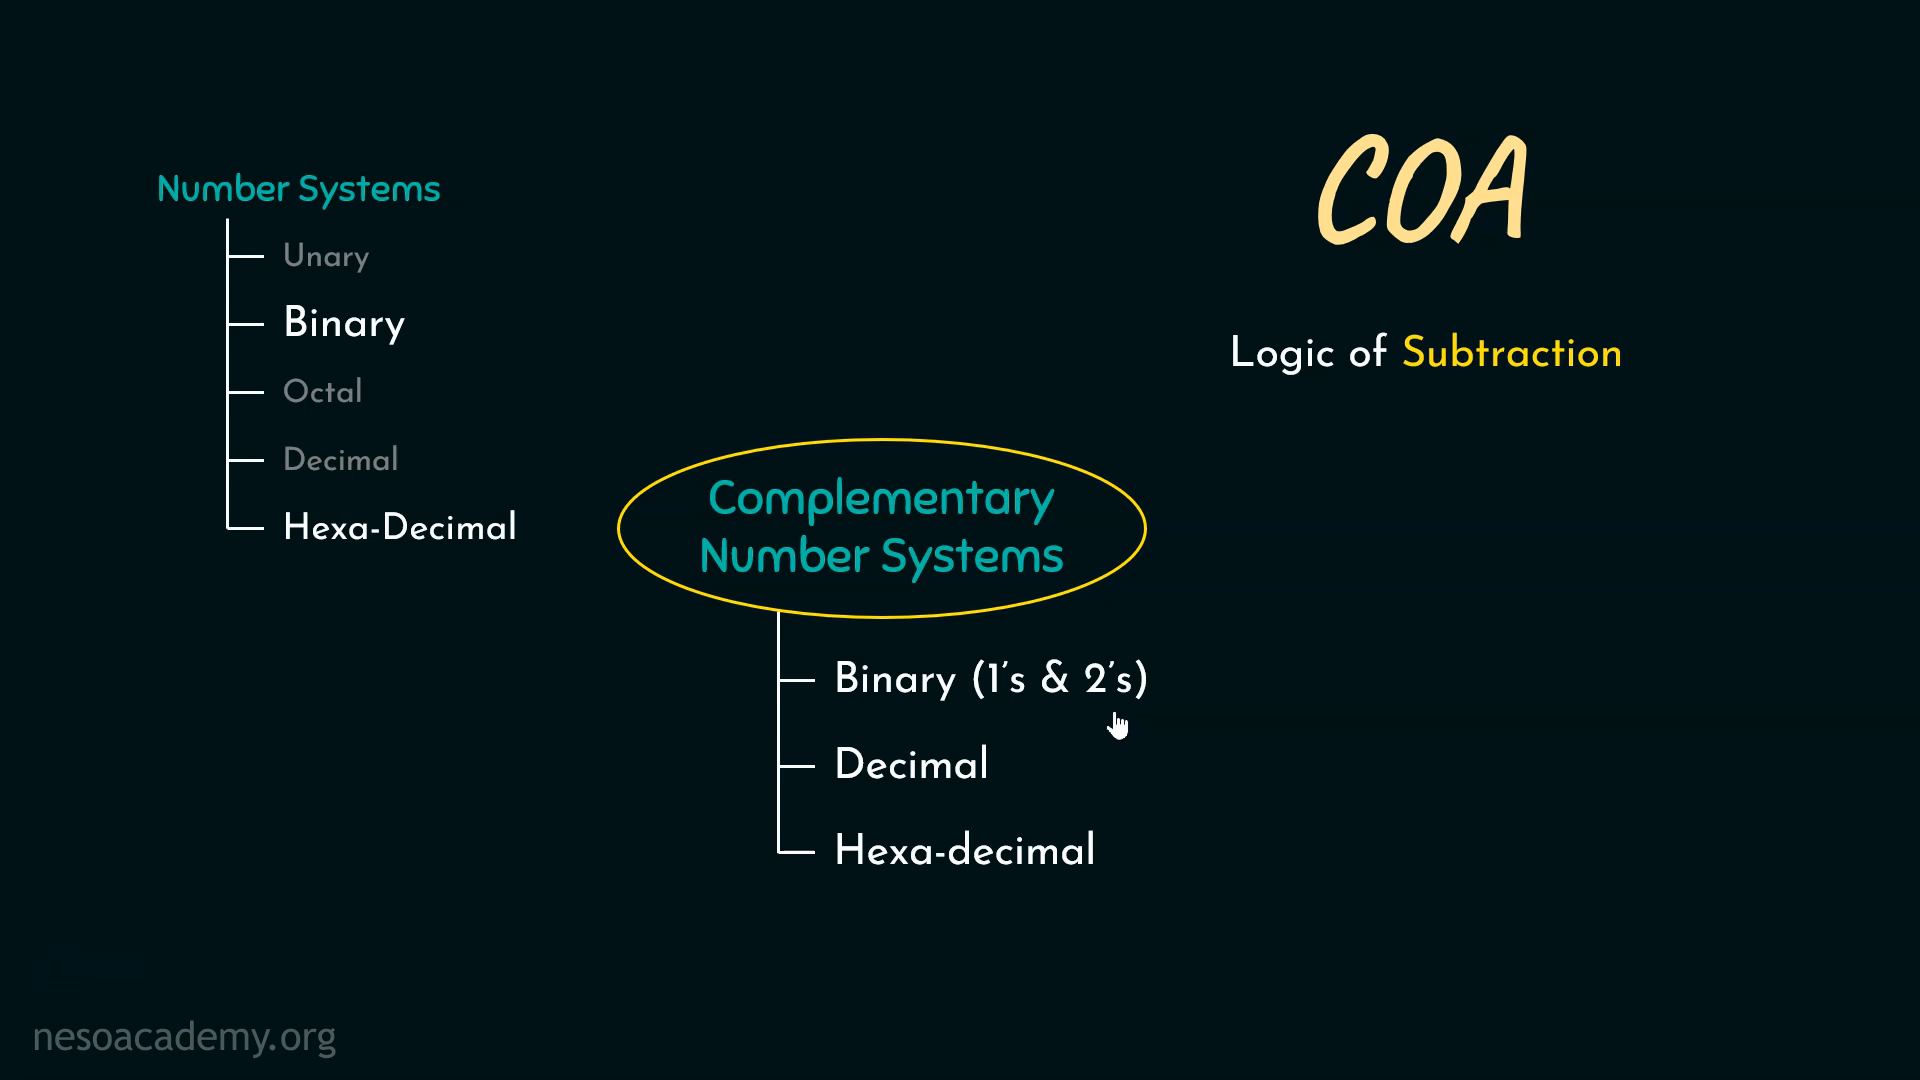 Number Systems
Unary
Binary
Octal
Decimal
Hexa-Decimal
COA
Logic of Subtraction
Complementary
Number Systems
Binary (1's & 2's)
Decimal
Hexa-decimal
nesoacademy.org